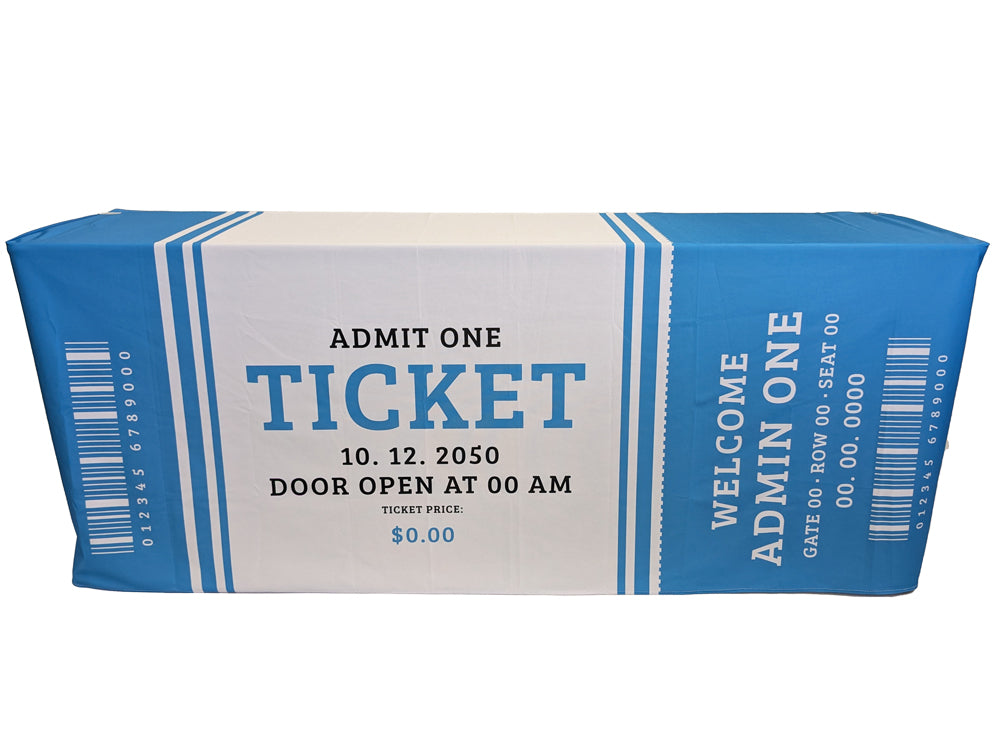 012345 6789000
ADMIT ONE
TICKET
10. 12. 2050
DOOR OPEN AT 00 AM
TICKET PRICE:
$0.00
WELCOME
ADMIN ONE
GATE 00 · ROW 00 · SEAT 00
00. 00. 0000
012345 6789000